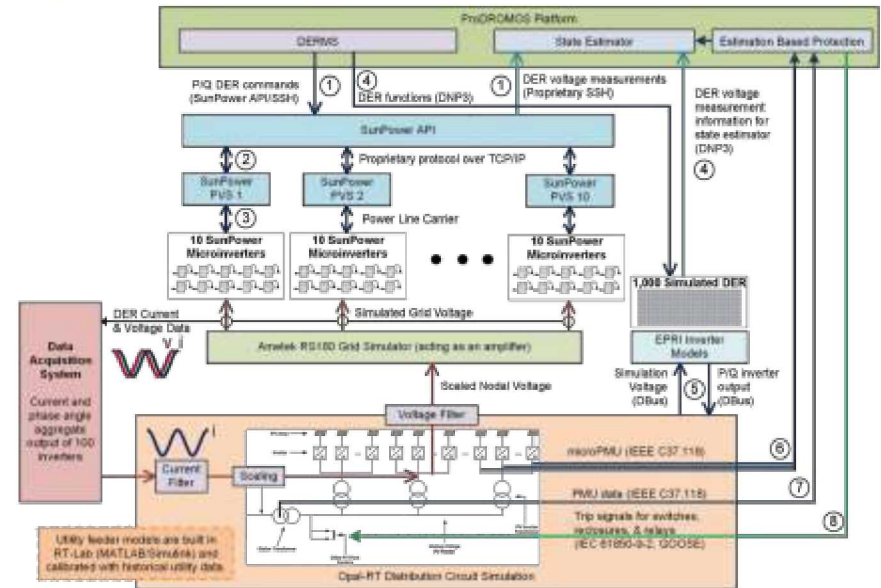 ProDROMOS Platform
DERMS
State Estimator
Estimation Based Protection
P/Q DER commands
(SunPower API/SSH)
1
4
DER functions (DNP3)
1
DER voltage measurements
(Proprietary SSH)
DER voltage
measurement
information for
state estimator
(DNP3)
4
SunPower API
2
Proprietary protocol over TCP/IP
SunPower
PVS 1
SunPower
PVS 2
SunPower
PVS 10
3
Power Line Carrier
10 SunPower
Microinverters
10 SunPower
Microinverters
10 SunPower
Microinverters
1,000 Simulated DER
DER Current
& Voltage Data
V
i
Simulated Grid Voltage
Ametek RS180 Grid Simulator (acting as an amplifier)
EPRI Inverter
Models
Data
Acquisition
System
Current and
phase angle
aggregate
output of 100
inverters
Scaled Nodal Voltage
Simulation
Voltage
(DBus)
5
P/Q inverter
output
(DBus)
Voltage Filter
i
Current
Filter
Scaling
microPMU (IEEE C37.118)
6
PMU data (IEEE C37.118)
7
Trip signals for switches,
reclosures, & relays
(IEC 61850-9-2, GOOSE)
8
Utility feeder models are built in
RT-Lab (MATLAB/Simulink) and
calibrated with historical utility data.
Opal-RT Distribution Circuit Simulation